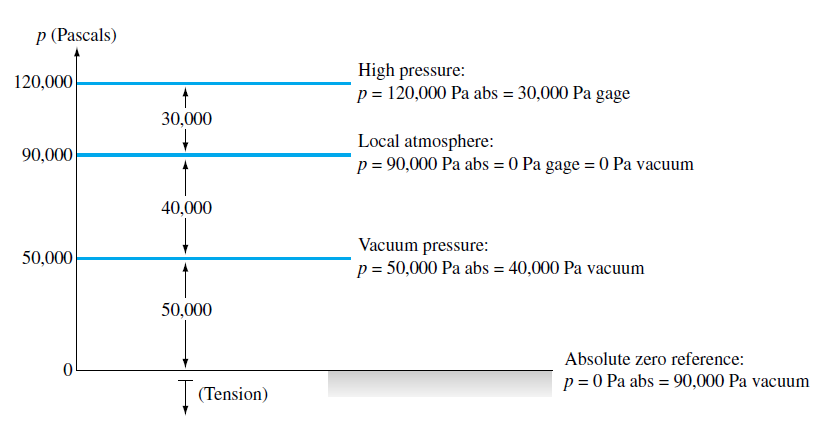 p (Pascals)
120,000
High pressure:
p = 120,000 Pa abs = 30,000 Pa gage
30,000
90,000
Local atmosphere:
p = 90,000 Pa abs = 0 Pa gage = 0 Pa vacuum
40,000
50,000
Vacuum pressure:
p = 50,000 Pa abs = 40,000 Pa vacuum
50,000
0
Absolute zero reference:
p = 0 Pa abs = 90,000 Pa vacuum
(Tension)